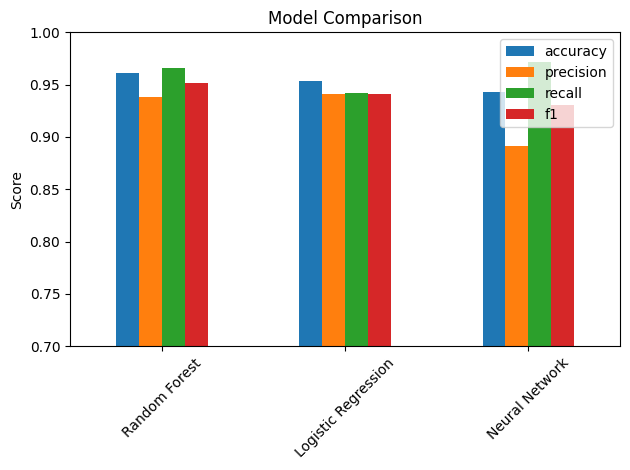 Model Comparison
1.00
0.95
0.90
0.85
0.80
0.75
0.70
Score
accuracy
precision
recall
f1
Random Forest
Logistic Regression
Neural Network